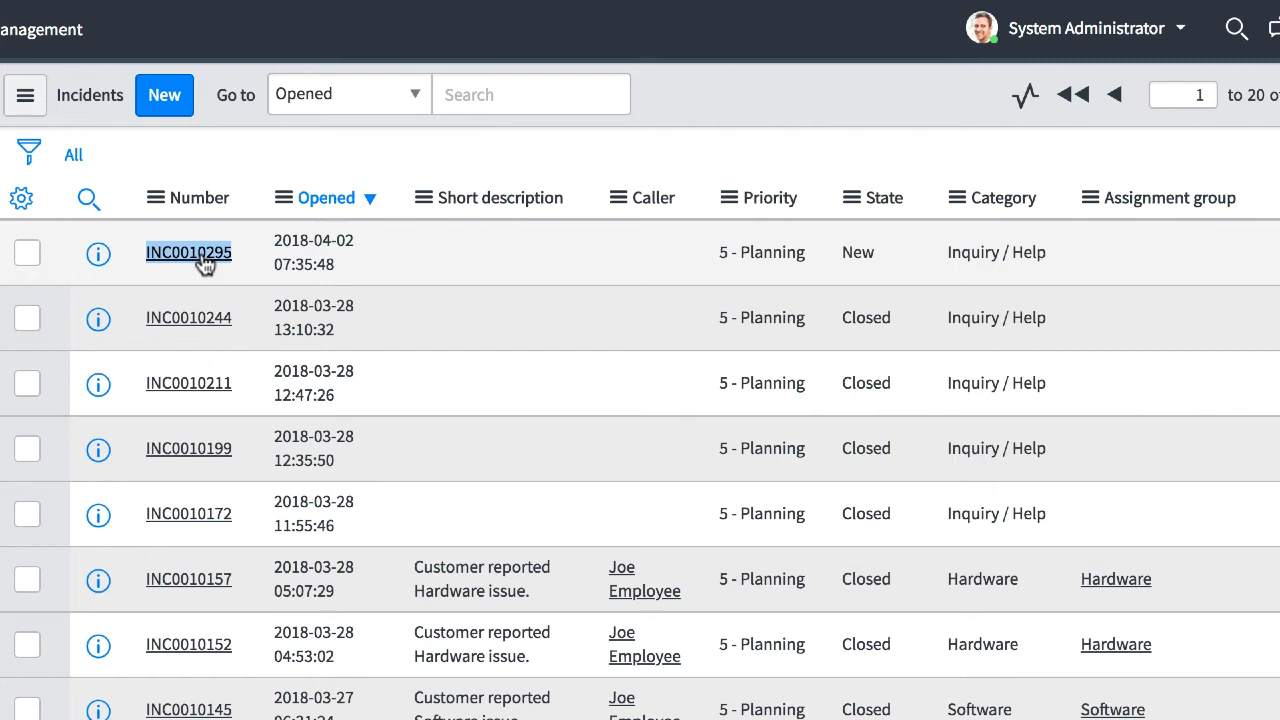 anagement
System Administrator
Incidents New Go to Opened Search 1 to 20 o
All
Number Opened Short description Caller Priority State Category Assignment group
INC0010295 2018-04-02 07:35:48 5 - Planning New Inquiry / Help
INC0010244 2018-03-28 13:10:32 5 - Planning Closed Inquiry / Help
INC0010211 2018-03-28 12:47:26 5 - Planning Closed Inquiry / Help
INC0010199 2018-03-28 12:35:50 5 - Planning Closed Inquiry / Help
INC0010172 2018-03-28 11:55:46 5 - Planning Closed Inquiry / Help
INC0010157 2018-03-28 05:07:29 Customer reported Hardware issue. Joe Employee 5 - Planning Closed Hardware Hardware
INC0010152 2018-03-28 04:53:02 Customer reported Hardware issue. Joe Employee 5 - Planning Closed Hardware Hardware
INC0010145 2018-03-27 Customer reported Joe 5 - Planning Closed Software Software